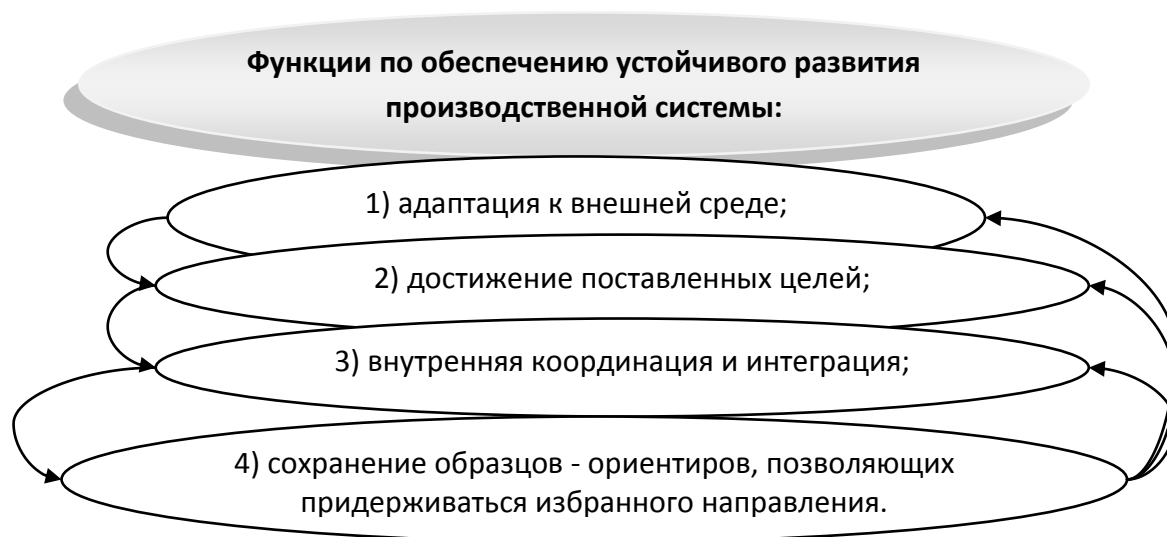 Функции по обеспечению устойчивого развития
производственной системы:
1) адаптация к внешней среде;
2) достижение поставленных целей;
3) внутренняя координация и интеграция;
4) сохранение образцов - ориентиров, позволяющих
придерживаться избранного направления.